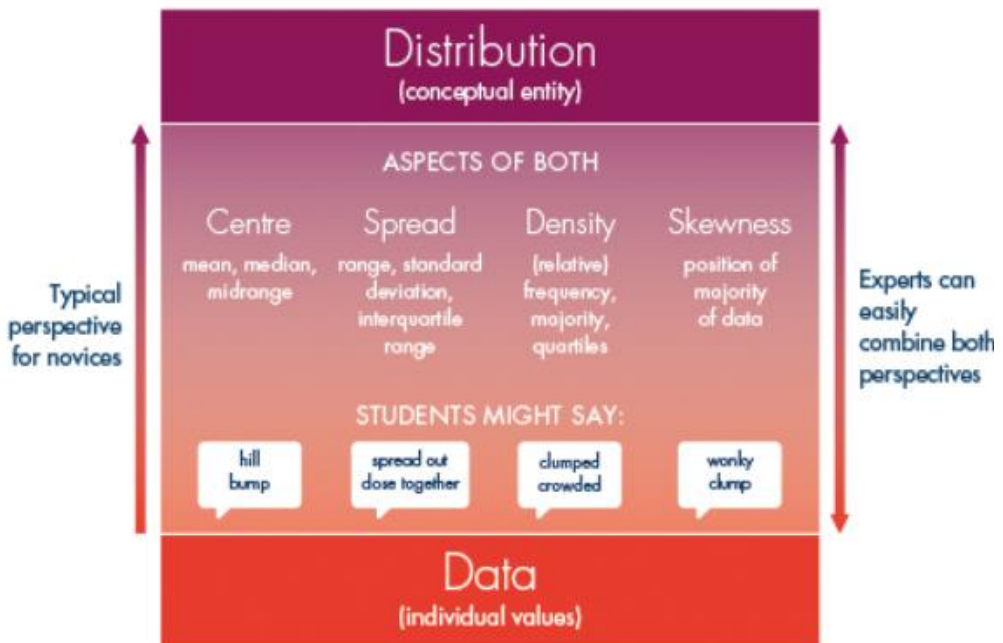 Distribution
(conceptual entity)
ASPECTS OF BOTH
Centre
mean, median,
midrange
Spread
range, standard
deviation,
interquartile
range
Density
(relative)
frequency,
majority,
quartiles
Skewness
position of
majority
of data
Typical
perspective
for novices
Experts can
easily
combine both
perspectives
STUDENTS MIGHT SAY:
hill
bump
spread out
close together
clumped
crowded
wonky
clump
Data
(individual values)